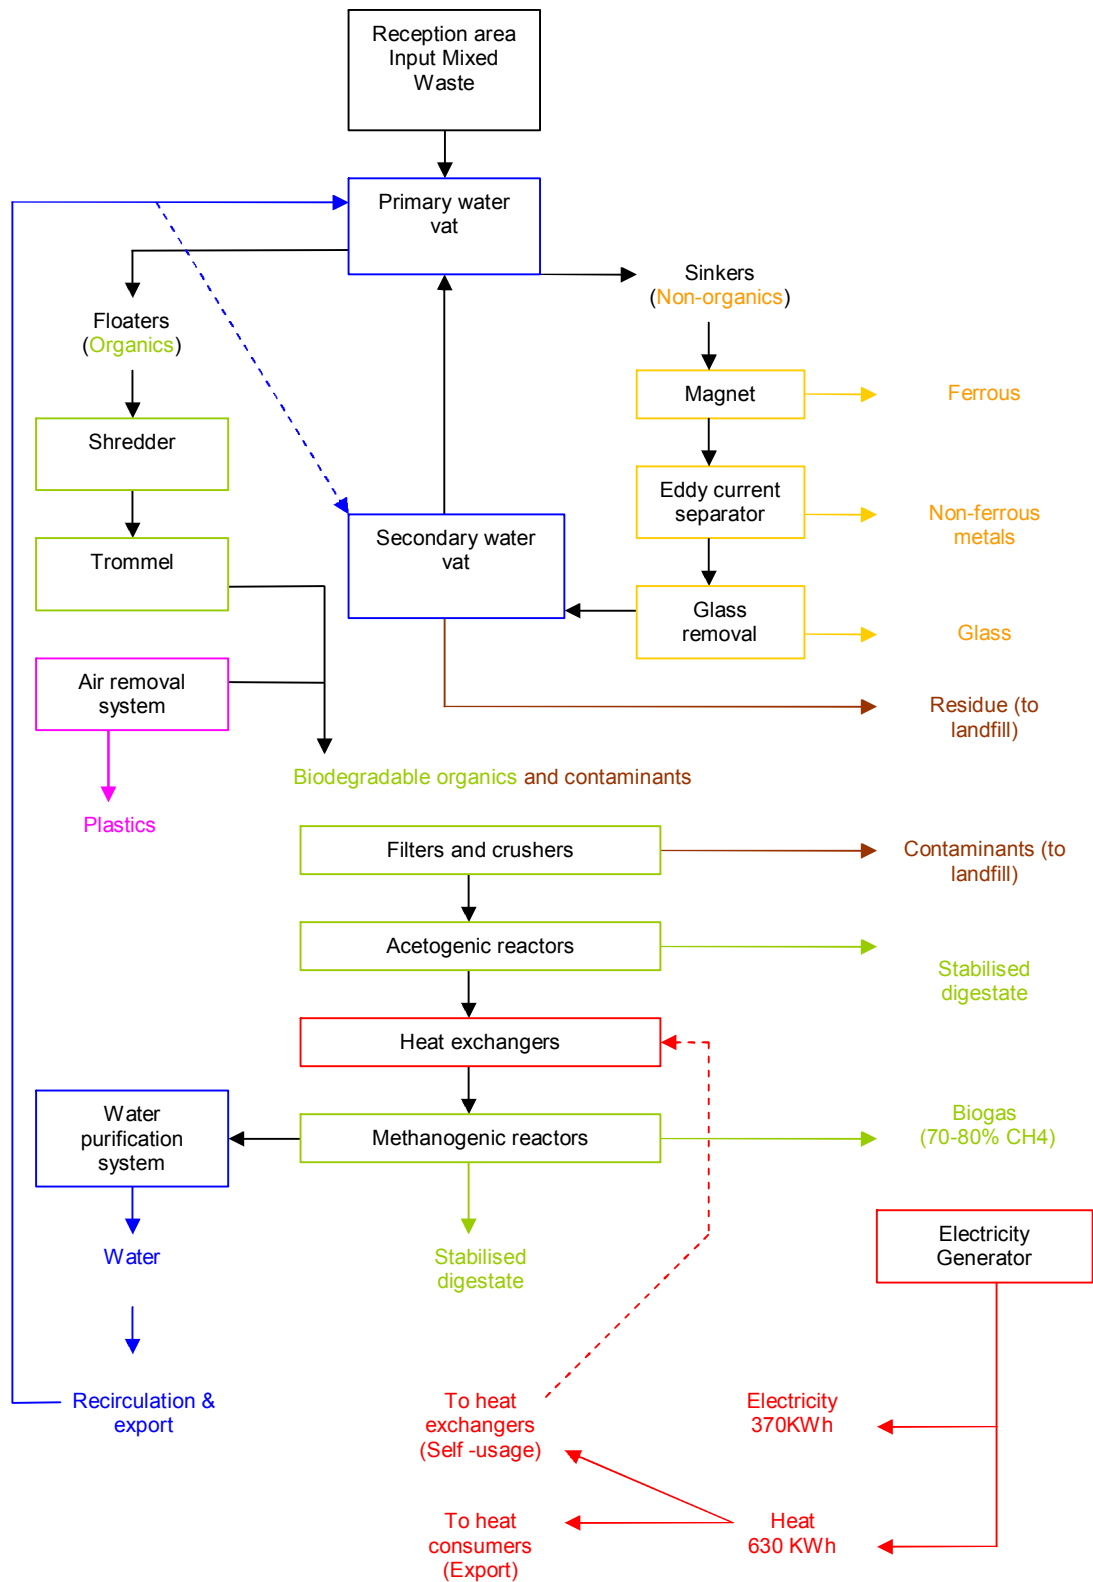 Reception area
Input Mixed
Waste
Primary water
vat
Sinkers
(Non-organics)
Floaters
(Organics)
Magnet
Ferrous
Shredder
Eddy current
separator
Non-ferrous
metals
Secondary water
vat
Trommel
Glass
removal
Glass
Air removal
system
Residue (to
landfill)
Biodegradable organics and contaminants
Plastics
Filters and crushers
Contaminants (to
landfill)
Acetogenic reactors
Stabilised
digestate
Heat exchangers
Water
purification
system
Methanogenic reactors
Biogas
(70-80% CH4)
Water
Stabilised
digestate
Electricity
Generator
Recirculation &
export
To heat
exchangers
(Self -usage)
Electricity
370KWh
To heat
consumers
(Export)
Heat
630 KWh